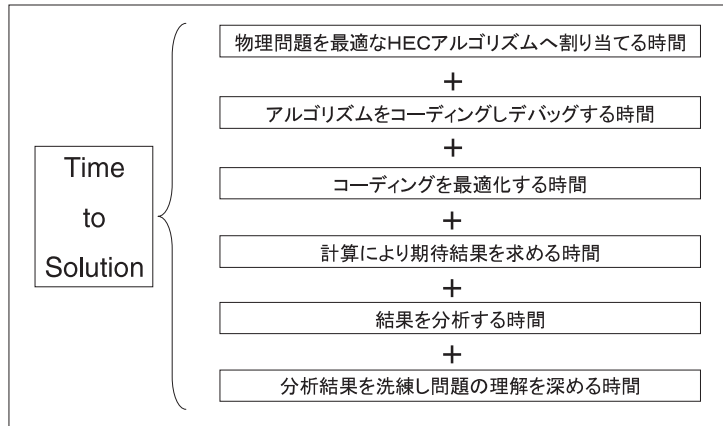 Time
to
Solution
物理問題を最適なHECアルゴリズムへ割り当てる時間
+
アルゴリズムをコーディングしデバッグする時間
+
コーディングを最適化する時間
+
計算により期待結果を求める時間
+
結果を分析する時間
+
分析結果を洗練し問題の理解を深める時間